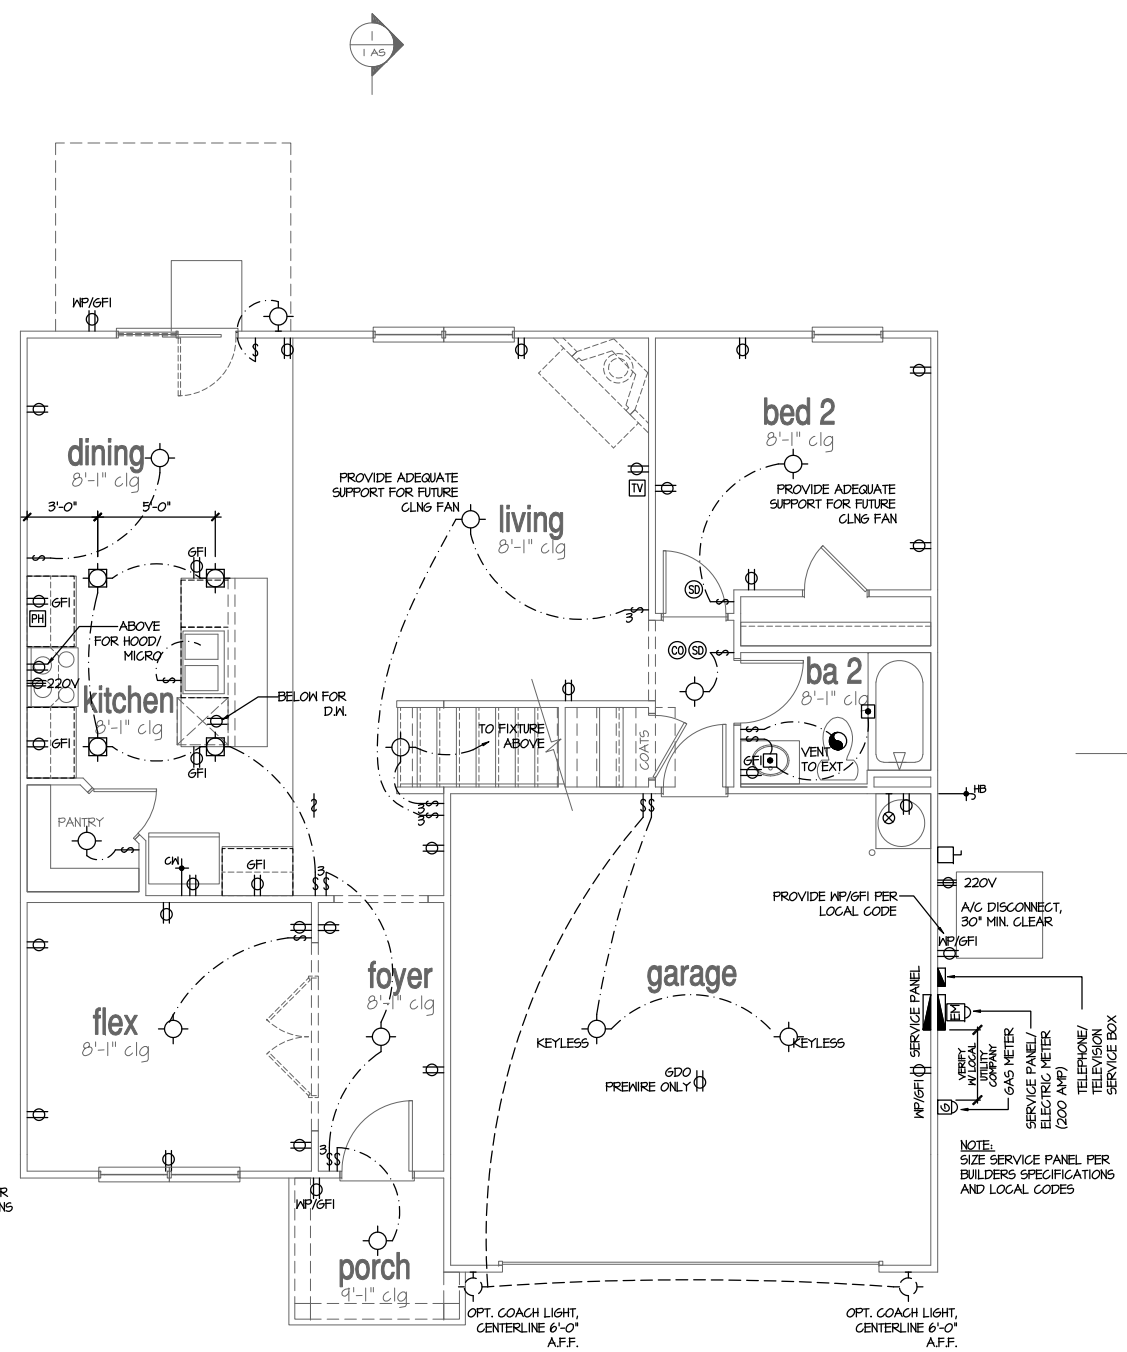 1
1 AS
WP/GFI
dining
8'-1" clg
3'-0"
5'-0"
PROVIDE ADEQUATE
SUPPORT FOR FUTURE
CLNG FAN
living
8'-1" clg
TV
bed 2
8'-1" clg
PROVIDE ADEQUATE
SUPPORT FOR FUTURE
CLNG FAN
GFI
GFI
PH
ABOVE
FOR HOOD/
MICRO
220V
kitchen
8'-1" clg
GFI
GFI
BELOW FOR
D.W.
3
SD
CO
SD
ba 2
8'-1" clg
TO FIXTURE
ABOVE
COATS
GFI
VENT
TO EXT.
3
3
PANTRY
CW
GFI
3
HB
220V
A/C DISCONNECT,
30" MIN. CLEAR
PROVIDE WP/GFI PER
LOCAL CODE
WP/GFI
flex
8'-1" clg
foyer
8'-1" clg
garage
KEYLESS
KEYLESS
GDO
PREWIRE ONLY
SERVICE PANEL
EM
WP/GFI
VERIFY
W/ LOCAL
UTILITY
COMPANY
G
GAS METER
SERVICE PANEL/
ELECTRIC METER
(200 AMP)
TELEPHONE/
TELEVISION
SERVICE BOX
NOTE:
SIZE SERVICE PANEL PER
BUILDERS SPECIFICATIONS
AND LOCAL CODES
3
WP/GFI
R
NS
porch
9'-1" clg
OPT. COACH LIGHT,
CENTERLINE 6'-0"
A.F.F.
OPT. COACH LIGHT,
CENTERLINE 6'-0"
A.F.F.